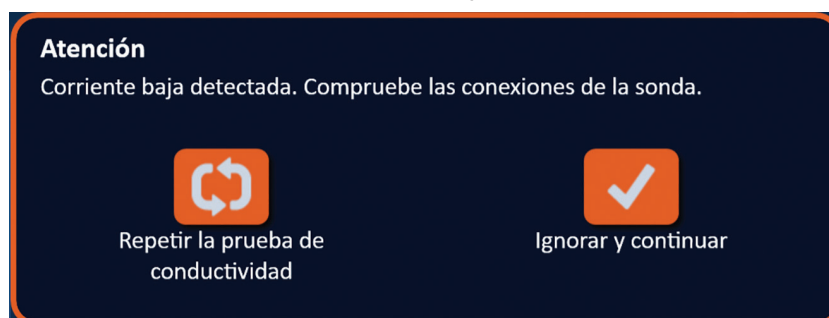 Atención
Corriente baja detectada. Compruebe las conexiones de la sonda.
Repetir la prueba de
conductividad
Ignorar y continuar